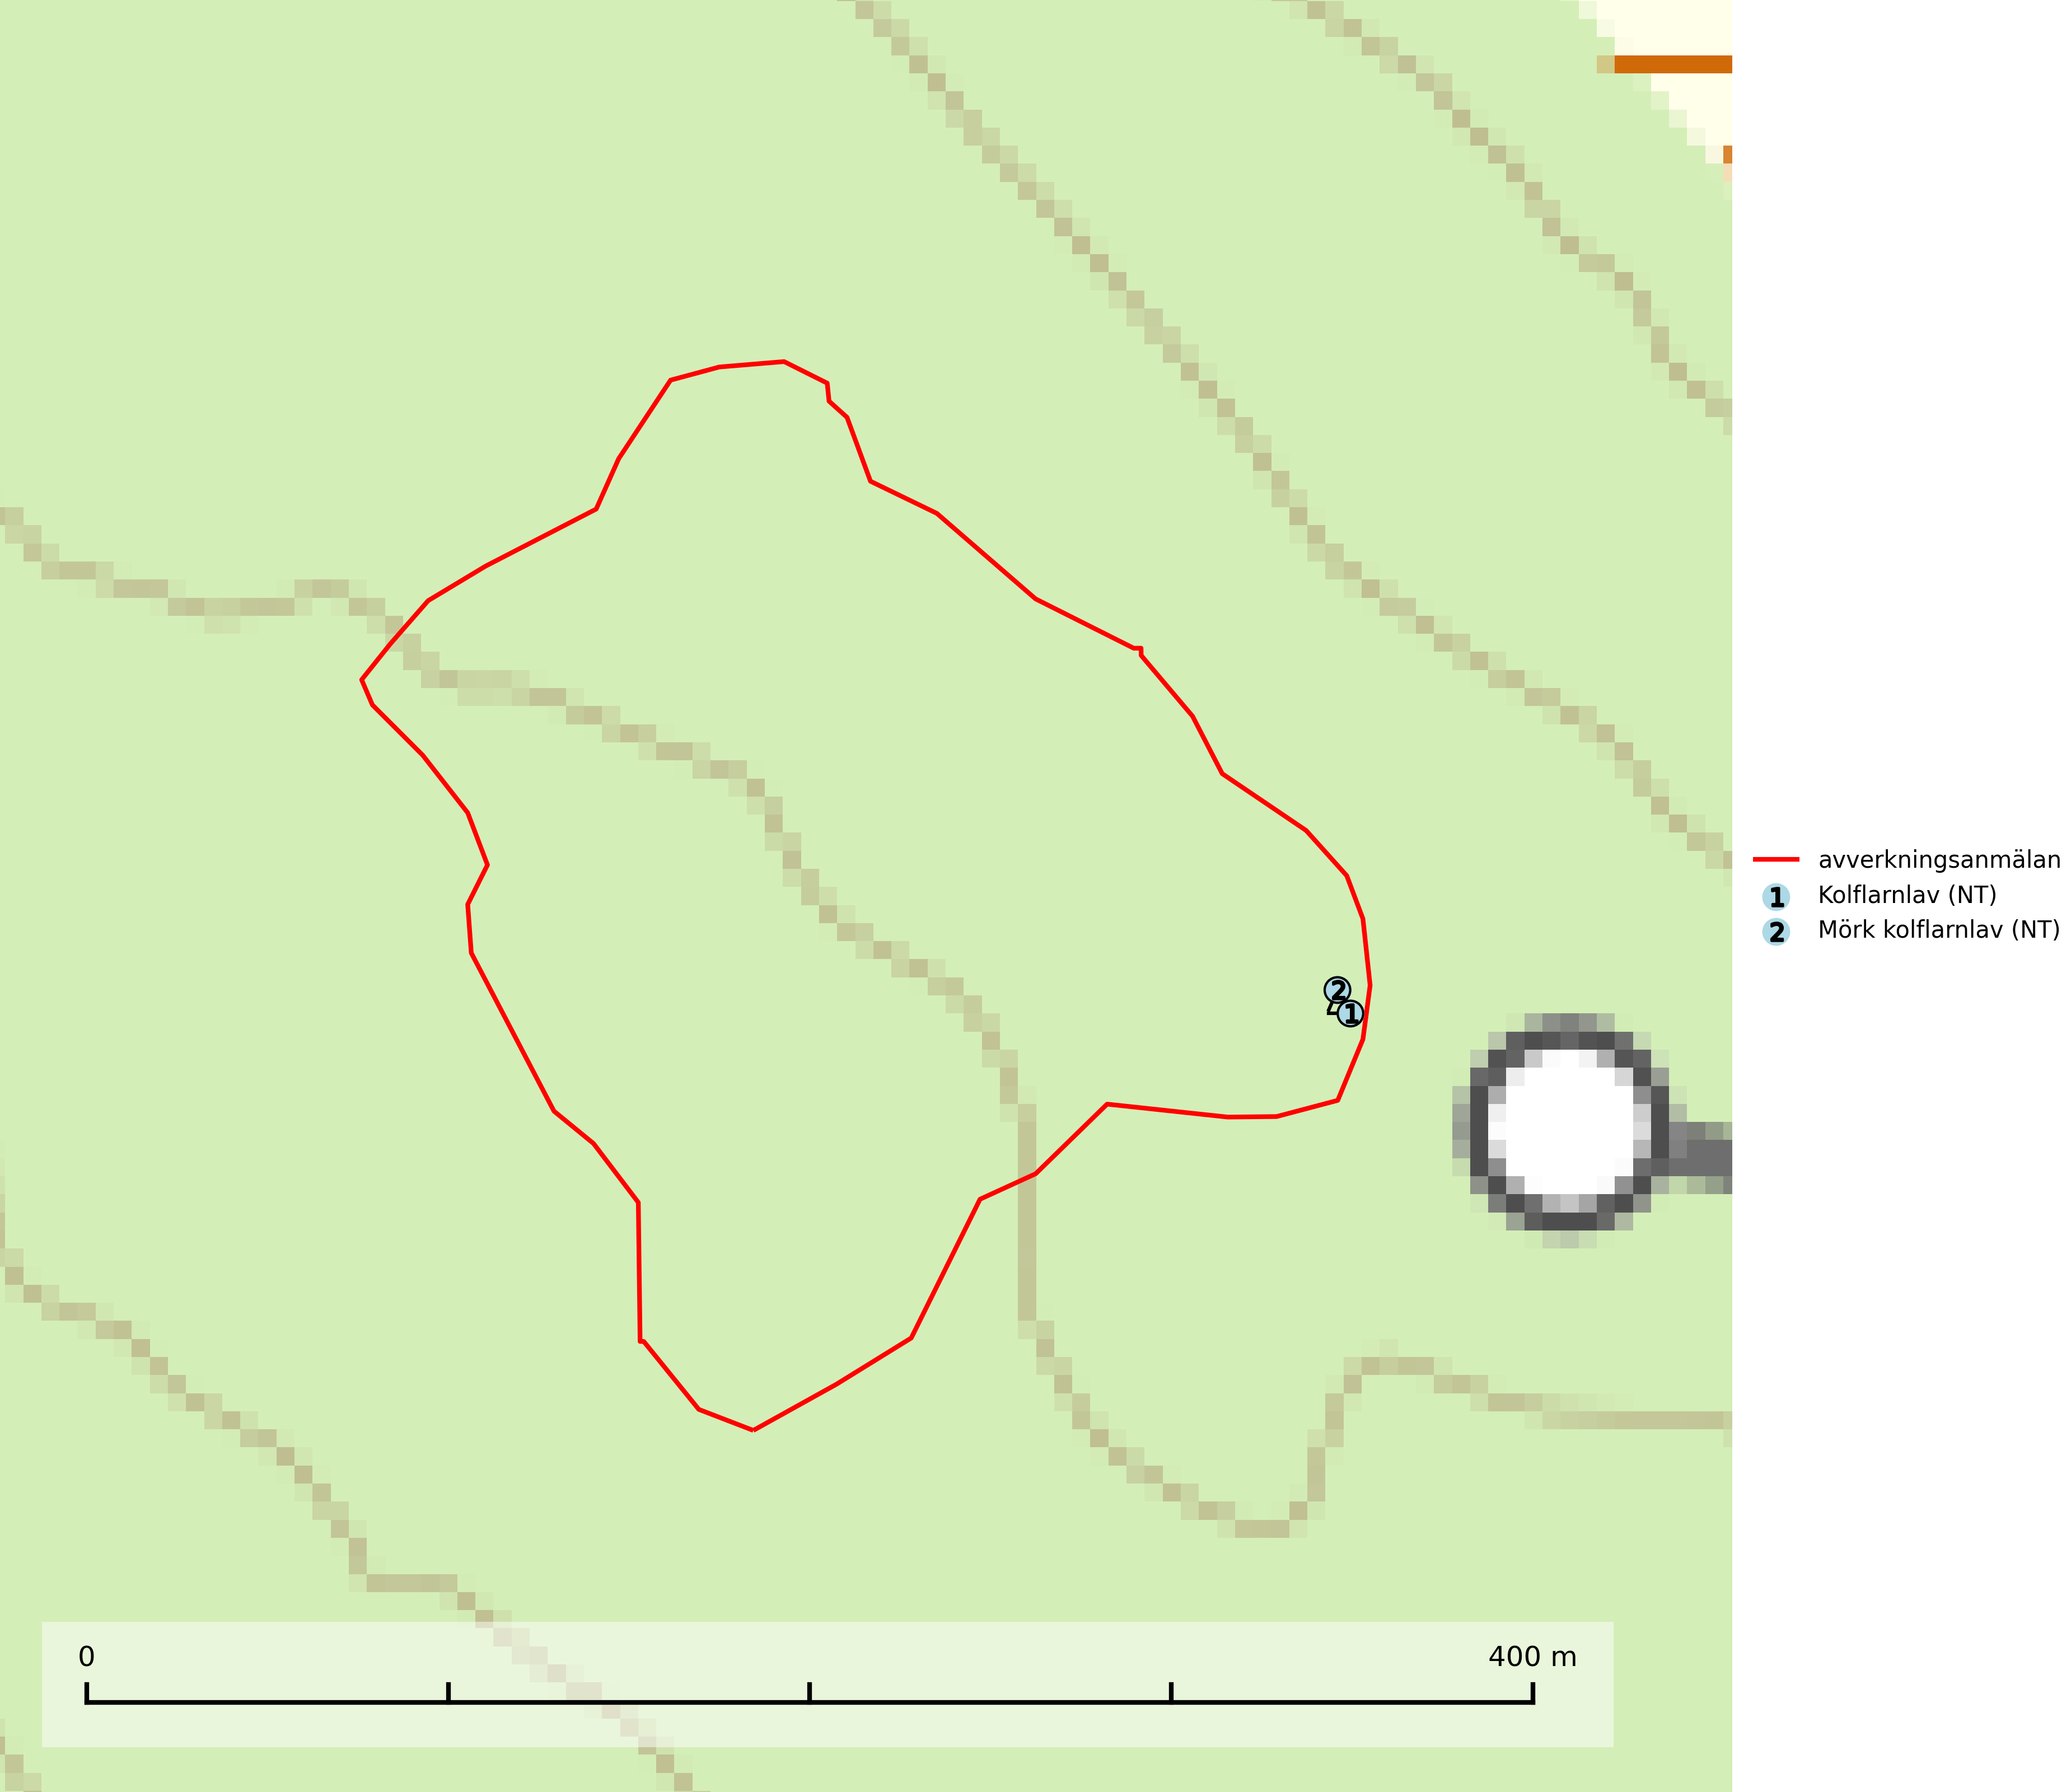 avverkningsanmälan
1 Kolflarnlav (NT)
2 Mörk kolflarnlav (NT)
2
1
0 400 m